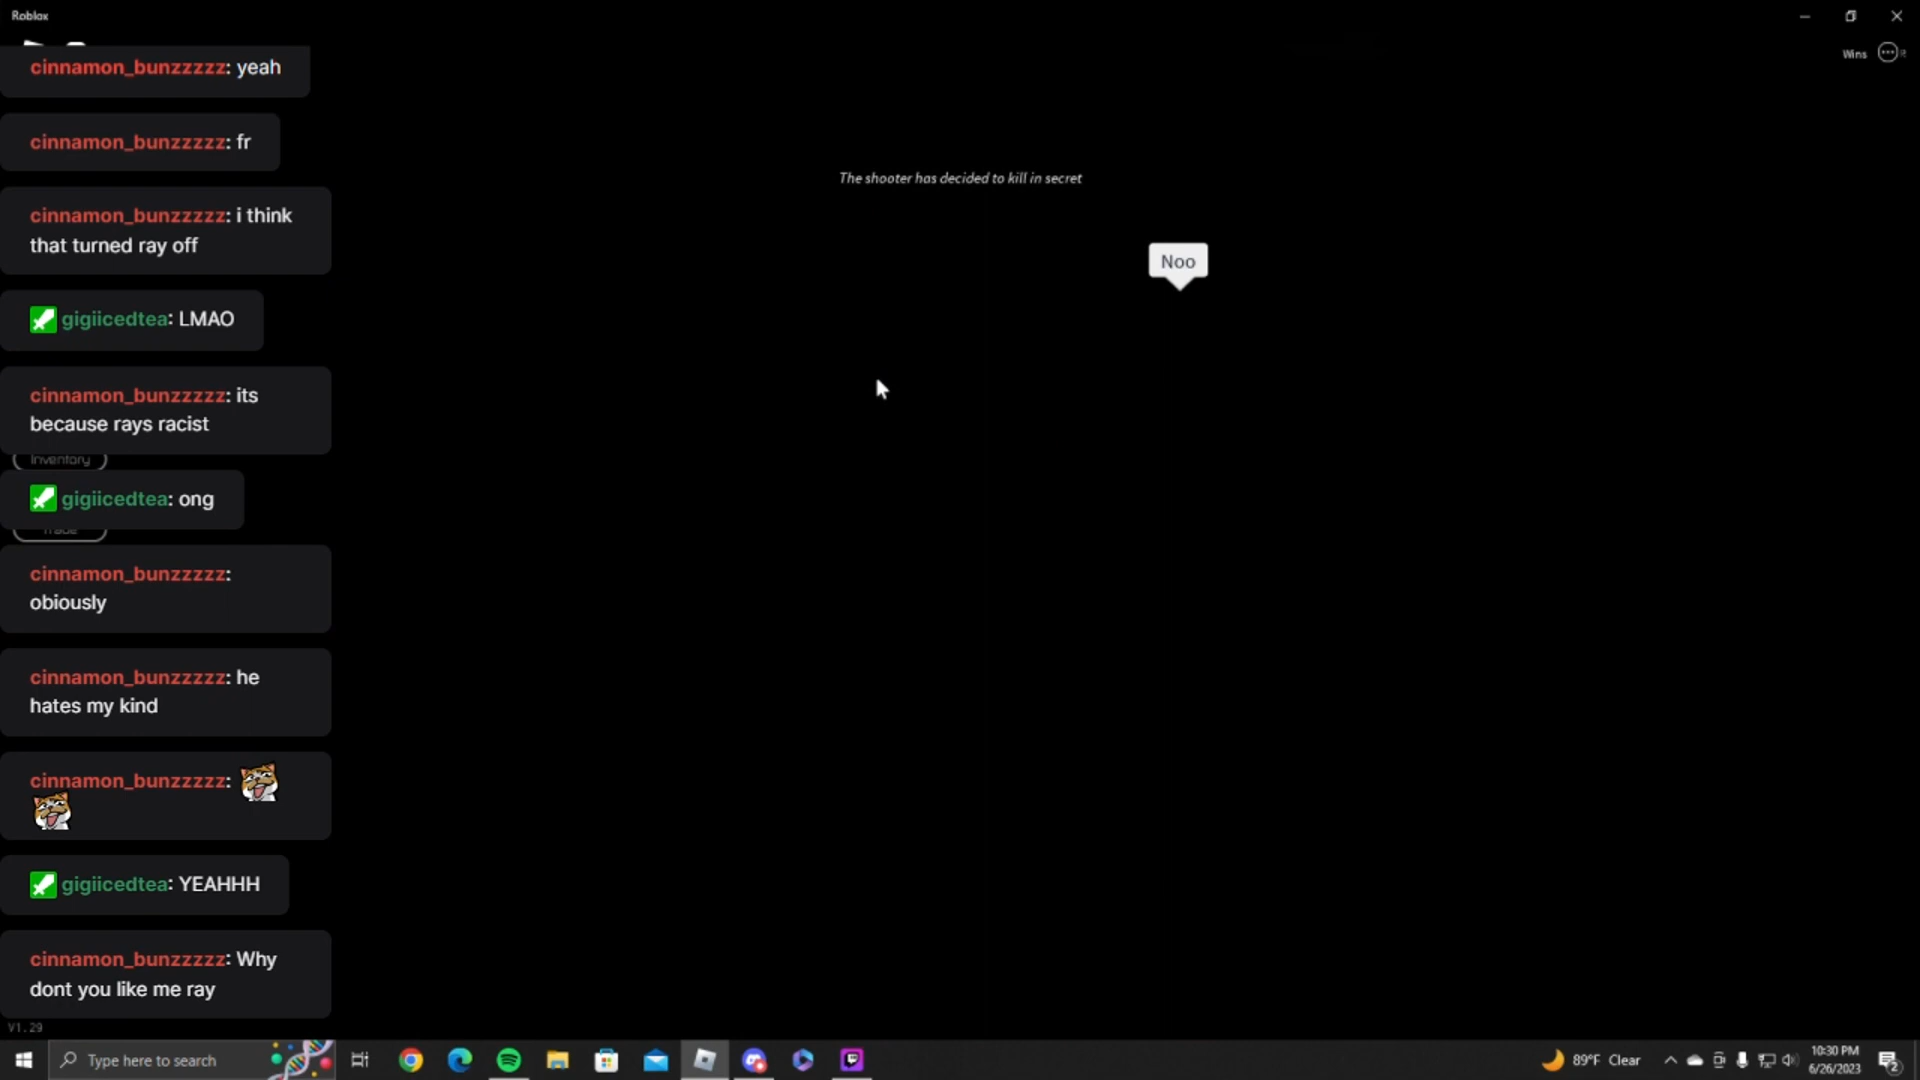 Roblox
Wins
cinnamon_bunzzzzz: yeah
cinnamon_bunzzzzz: fr
The shooter has decided to kill in secret
cinnamon_bunzzzzz: i think
that turned ray off
Noo
gigiicedtea: LMAO
cinnamon_bunzzzzz: its
because rays racist
Inventory
gigiicedtea: ong
Trade
cinnamon_bunzzzzz:
obiously
cinnamon_bunzzzzz: he
hates my kind
cinnamon_bunzzzzz:
gigiicedtea: YEAHHH
cinnamon_bunzzzzz: Why
dont you like me ray
V1.29
Type here to search
89°F Clear
10:30 PM
6/26/2023
2